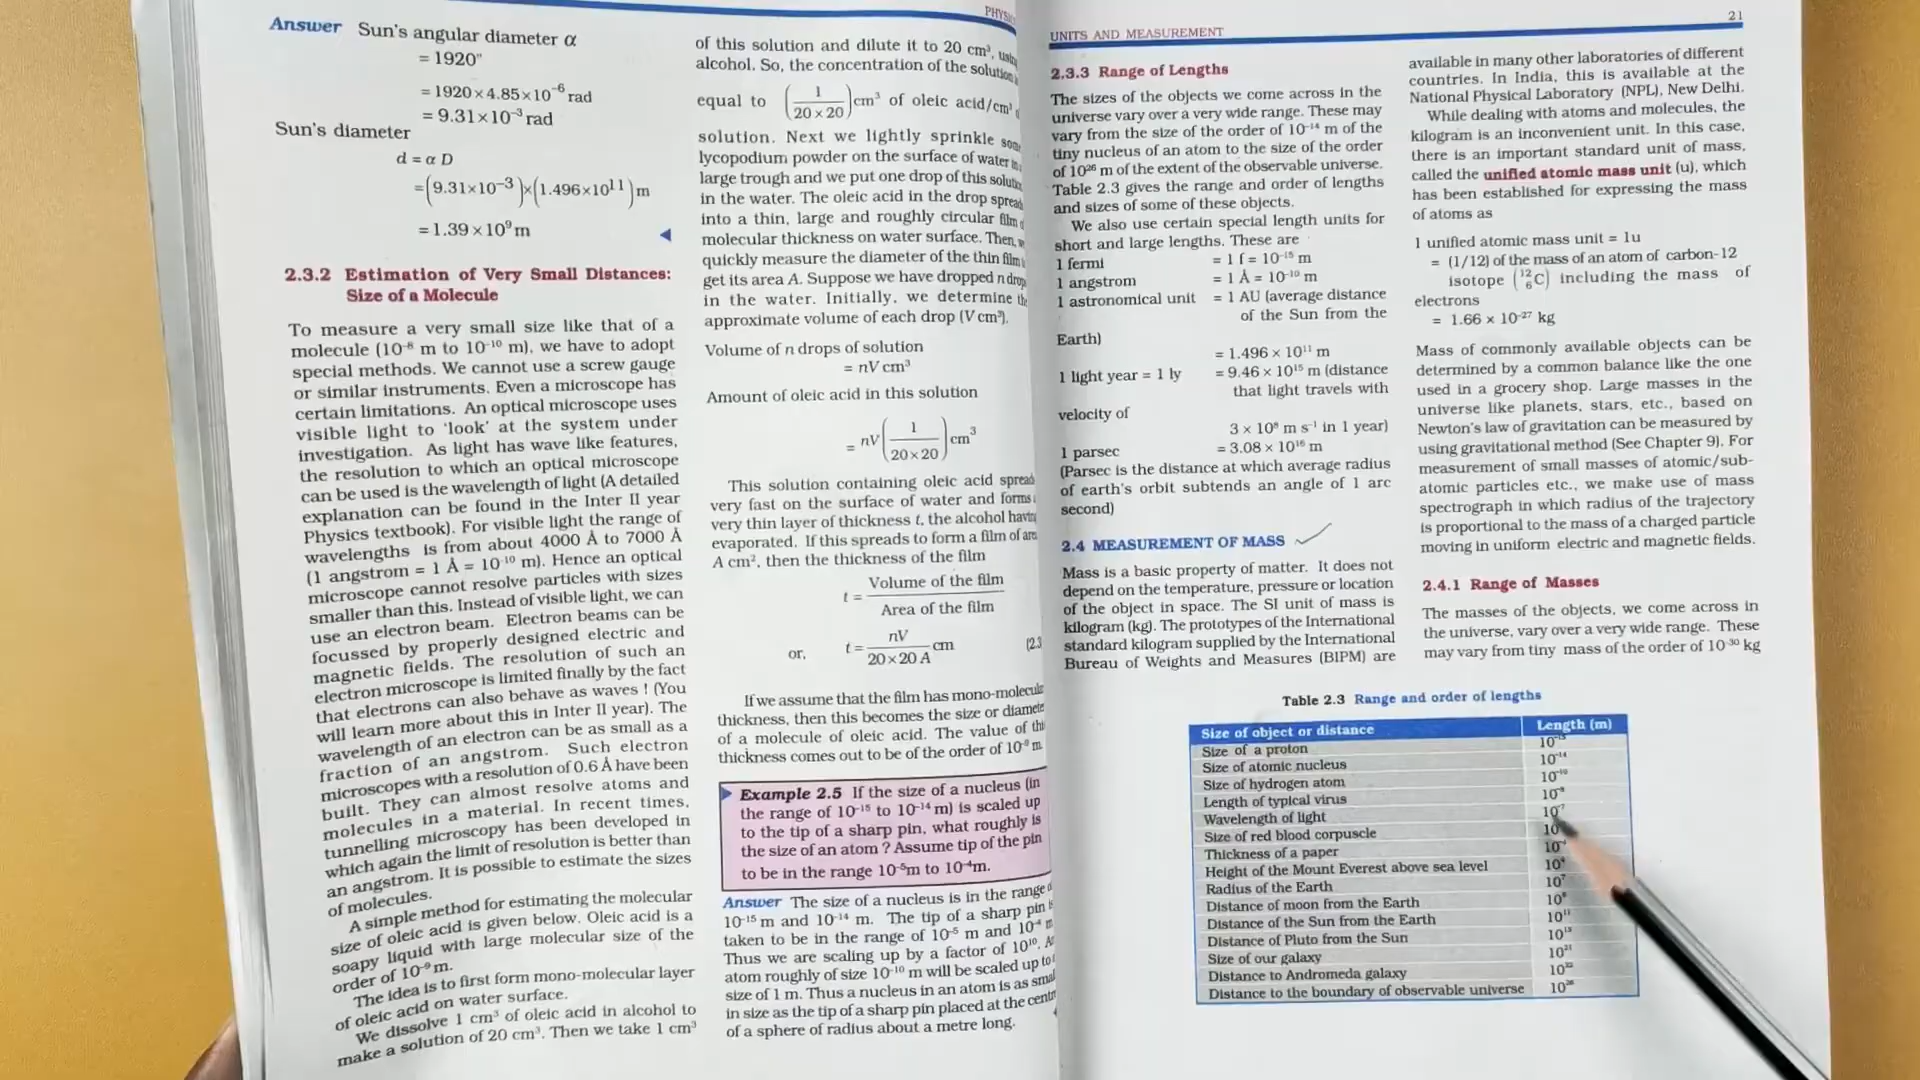 PHYSI
Answer Sun's angular diameter α
= 1920"
= 1920×4.85×10⁻⁶ rad
= 9.31×10⁻³ rad
Sun's diameter
d = α D
=(9.31×10⁻³)×(1.496×10¹¹) m
=1.39×10⁹ m
2.3.2 Estimation of Very Small Distances:
Size of a Molecule
To measure a very small size like that of a
molecule (10⁻⁸ m to 10⁻¹⁰ m), we have to adopt
special methods. We cannot use a screw gauge
or similar instruments. Even a microscope has
certain limitations. An optical microscope uses
visible light to 'look' at the system under
investigation. As light has wave like features,
the resolution to which an optical microscope
can be used is the wavelength of light (A detailed
explanation can be found in the Inter II year
Physics textbook). For visible light the range of
wavelengths is from about 4000 Å to 7000 Å
(1 angstrom = 1 Å = 10⁻¹⁰ m). Hence an optical
microscope cannot resolve particles with sizes
smaller than this. Instead of visible light, we can
use an electron beam. Electron beams can be
focussed by properly designed electric and
magnetic fields. The resolution of such an
electron microscope is limited finally by the fact
that electrons can also behave as waves ! (You
will learn more about this in Inter II year). The
wavelength of an electron can be as small as a
fraction of an angstrom. Such electron
microscopes with a resolution of 0.6 Å have been
built. They can almost resolve atoms and
molecules in a material. In recent times,
tunnelling microscopy has been developed in
which again the limit of resolution is better than
an angstrom. It is possible to estimate the sizes
of molecules.
A simple method for estimating the molecular
size of oleic acid is given below. Oleic acid is a
soapy liquid with large molecular size of the
order of 10⁻⁹ m.
The idea is to first form mono-molecular layer
of oleic acid on water surface.
We dissolve 1 cm³ of oleic acid in alcohol to
make a solution of 20 cm³. Then we take 1 cm³
of this solution and dilute it to 20 cm³,
alcohol. So, the concentration of the solution
equal to (1/20×20) cm³ of oleic acid/cm³
solution. Next we lightly sprinkle
lycopodium powder on the surface of water
large trough and we put one drop of this
in the water. The oleic acid in the drop
into a thin, large and roughly circular film
molecular thickness on water surface. Then,
quickly measure the diameter of the thin film
get its area A. Suppose we have dropped n
in the water. Initially, we determine
approximate volume of each drop (V cm³).
Volume of n drops of solution
= nV cm³
Amount of oleic acid in this solution
= nV(1/20×20) cm³
This solution containing oleic acid
very fast on the surface of water and forms
very thin layer of thickness t, the alcohol
evaporated. If this spreads to form a film of
A cm², then the thickness of the film
t = Volume of the film / Area of the film
or, t = nV / 20×20 A cm (2.3
If we assume that the film has
thickness, then this becomes the size or
of a molecule of oleic acid. The value of
thickness comes out to be of the order of 10⁻⁹ m
Example 2.5 If the size of a nucleus (in
the range of 10⁻¹⁵ to 10⁻¹⁴ m) is scaled up
to the tip of a sharp pin, what roughly is
the size of an atom ? Assume tip of the pin
to be in the range 10⁻⁵m to 10⁻⁴m.
Answer The size of a nucleus is in the range
10⁻¹⁵ m and 10⁻¹⁴ m. The tip of a sharp pin
taken to be in the range of 10⁻⁵ m and 10⁻⁴
Thus we are scaling up by a factor of 10¹⁰.
atom roughly of size 10⁻¹⁰ m will be scaled up
size of 1 m. Thus a nucleus in an atom is as
in size as the tip of a sharp pin placed at the
of a sphere of radius about a metre long.
UNITS AND MEASUREMENT 21
2.3.3 Range of Lengths
The sizes of the objects we come across in the
universe vary over a very wide range. These may
vary from the size of the order of 10⁻¹⁴ m of the
tiny nucleus of an atom to the size of the order
of 10²⁶ m of the extent of the observable universe.
Table 2.3 gives the range and order of lengths
and sizes of some of these objects.
We also use certain special length units for
short and large lengths. These are
1 fermi = 1 f = 10⁻¹⁵ m
1 angstrom = 1 Å = 10⁻¹⁰ m
1 astronomical unit = 1 AU (average distance
of the Sun from the
Earth)
= 1.496 × 10¹¹ m
1 light year = 1 ly = 9.46 × 10¹⁵ m (distance
that light travels with
velocity of
3 × 10⁸ m s⁻¹ in 1 year)
1 parsec = 3.08 × 10¹⁶ m
(Parsec is the distance at which average radius
of earth's orbit subtends an angle of 1 arc
second)
2.4 MEASUREMENT OF MASS
Mass is a basic property of matter. It does not
depend on the temperature, pressure or location
of the object in space. The SI unit of mass is
kilogram (kg). The prototypes of the International
standard kilogram supplied by the International
Bureau of Weights and Measures (BIPM) are
available in many other laboratories of different
countries. In India, this is available at the
National Physical Laboratory (NPL), New Delhi.
While dealing with atoms and molecules, the
kilogram is an inconvenient unit. In this case,
there is an important standard unit of mass,
called the unified atomic mass unit (u), which
has been established for expressing the mass
of atoms as
1 unified atomic mass unit = 1u
= (1/12) of the mass of an atom of carbon-12
isotope (¹²₆C) including the mass of
electrons
= 1.66 × 10⁻²⁷ kg
Mass of commonly available objects can be
determined by a common balance like the one
used in a grocery shop. Large masses in the
universe like planets, stars, etc., based on
Newton's law of gravitation can be measured by
using gravitational method (See Chapter 9). For
measurement of small masses of atomic/sub-
atomic particles etc., we make use of mass
spectrograph in which radius of the trajectory
is proportional to the mass of a charged particle
moving in uniform electric and magnetic fields.
2.4.1 Range of Masses
The masses of the objects, we come across in
the universe, vary over a very wide range. These
may vary from tiny mass of the order of 10⁻³⁰ kg
Table 2.3 Range and order of lengths
Size of object or distance Length (m)
Size of a proton 10⁻¹⁵
Size of atomic nucleus 10⁻¹⁴
Size of hydrogen atom 10⁻¹⁰
Length of typical virus 10⁻⁸
Wavelength of light 10⁻⁷
Size of red blood corpuscle
Thickness of a paper
Height of the Mount Everest above sea level 10⁴
Radius of the Earth 10⁷
Distance of moon from the Earth 10⁸
Distance of the Sun from the Earth 10¹¹
Distance of Pluto from the Sun 10¹³
Size of our galaxy 10²¹
Distance to Andromeda galaxy 10²²
Distance to the boundary of observable universe 10²⁶